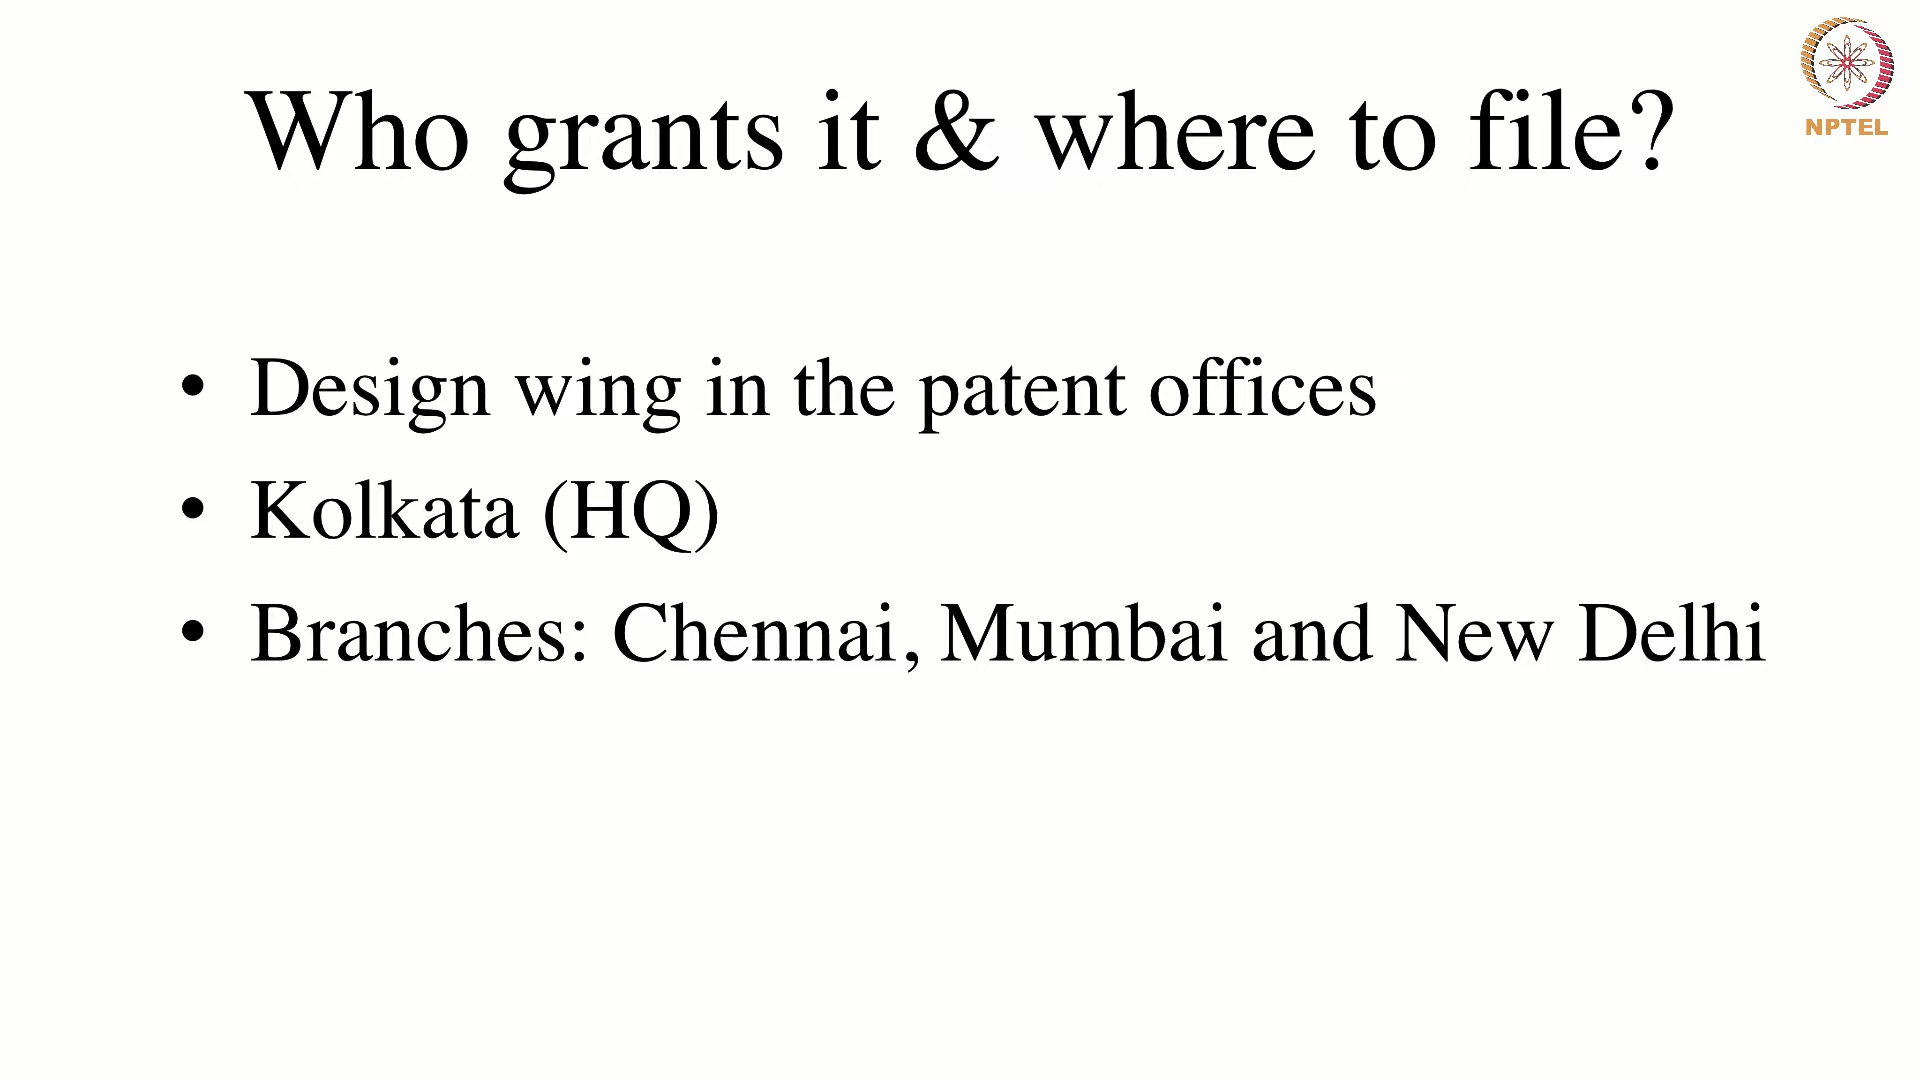 Who grants it & where to file?
NPTEL
• Design wing in the patent offices
• Kolkata (HQ)
• Branches: Chennai, Mumbai and New Delhi